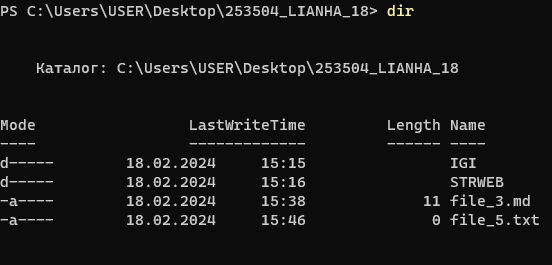 PS C:\Users\USER\Desktop\253504_LIANHA_18> dir
Каталог: C:\Users\USER\Desktop\253504_LIANHA_18
Mode LastWriteTime Length Name
---- ------------- ------ ----
d----- 18.02.2024 15:15 IGI
d----- 18.02.2024 15:16 STRWEB
-a---- 18.02.2024 15:38 11 file_3.md
-a---- 18.02.2024 15:46 0 file_5.txt